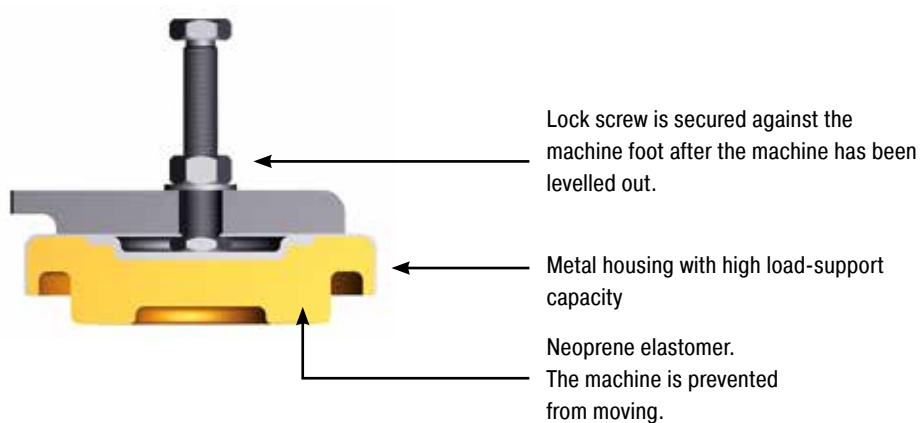 Lock screw is secured against the
machine foot after the machine has been
levelled out.
Metal housing with high load-support
capacity
Neoprene elastomer.
The machine is prevented
from moving.